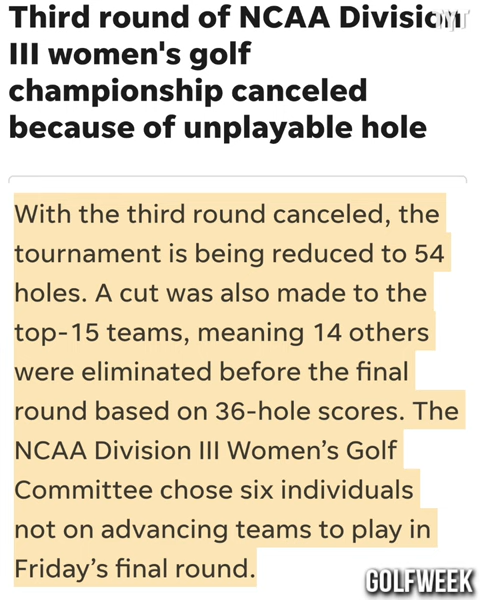 Third round of NCAA Division
III women's golf
championship canceled
because of unplayable hole
With the third round canceled, the
tournament is being reduced to 54
holes. A cut was also made to the
top-15 teams, meaning 14 others
were eliminated before the final
round based on 36-hole scores. The
NCAA Division III Women’s Golf
Committee chose six individuals
not on advancing teams to play in
Friday’s final round.
GOLFWEEK